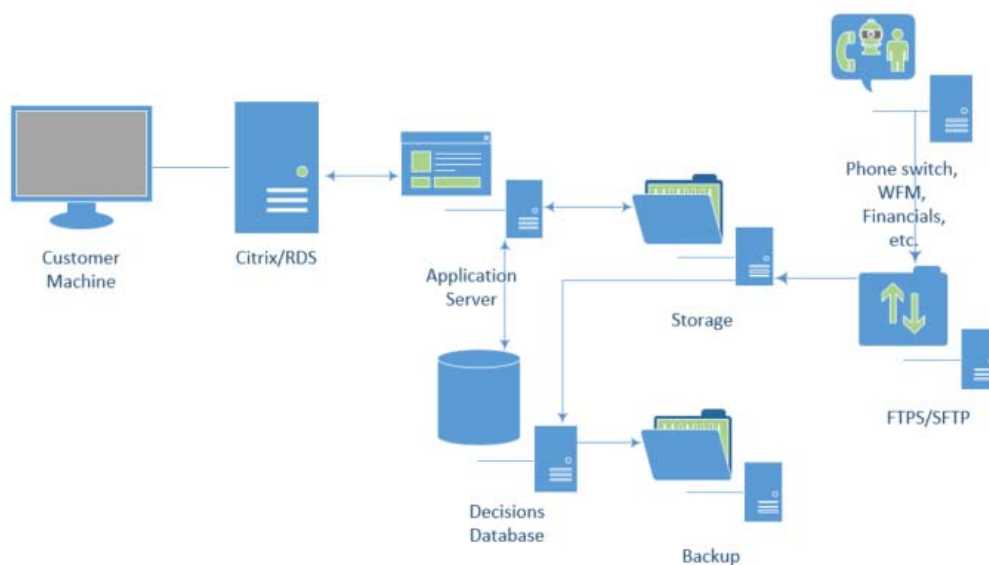 Customer
Machine
Citrix/RDS
Application
Server
Storage
Phone switch,
WFM,
Financials,
etc.
FTPS/SFTP
Decisions
Database
Backup